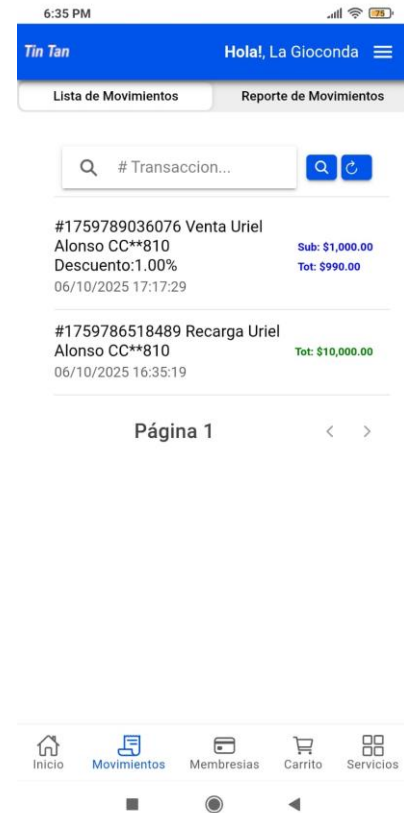 6:35 PM
75
Tin Tan
Hola!, La Gioconda
Lista de Movimientos
Reporte de Movimientos
# Transaccion...
#1759789036076 Venta Uriel
Alonso CC**810
Descuento:1.00%
06/10/2025 17:17:29
Sub: $1,000.00
Tot: $990.00
#1759786518489 Recarga Uriel
Alonso CC**810
06/10/2025 16:35:19
Tot: $10,000.00
Página 1
Inicio
Movimientos
Membresias
Carrito
Servicios